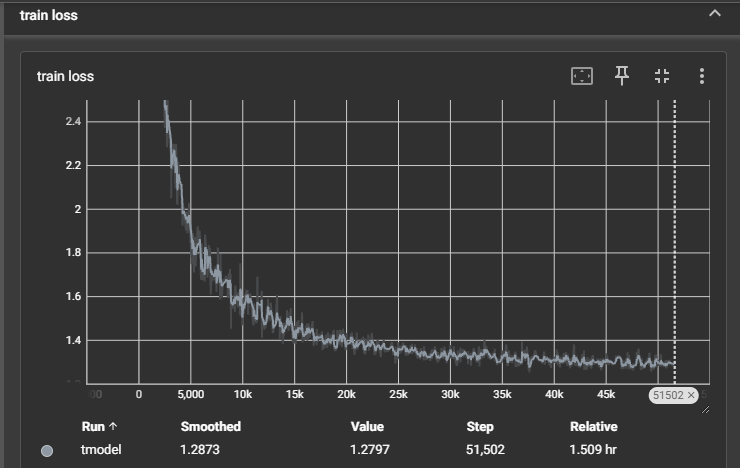 train loss
train loss
2.4
2.2
2
1.8
1.6
1.4
0 5,000 10k 15k 20k 25k 30k 35k 40k 45k 51502 ×
Run ↑ Smoothed Value Step Relative
tmodel 1.2873 1.2797 51,502 1.509 hr